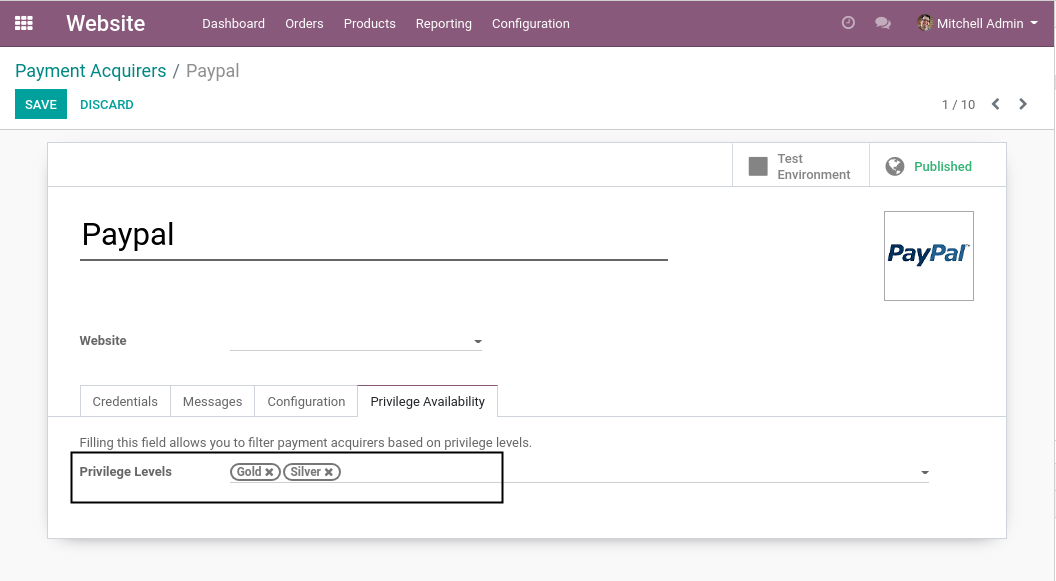 Website Dashboard Orders Products Reporting Configuration Mitchell Admin
Payment Acquirers / Paypal
SAVE DISCARD 1 / 10
Test
Environment
Published
Paypal
PayPal™
Website
Credentials Messages Configuration Privilege Availability
Filling this field allows you to filter payment acquirers based on privilege levels.
Privilege Levels Gold Silver